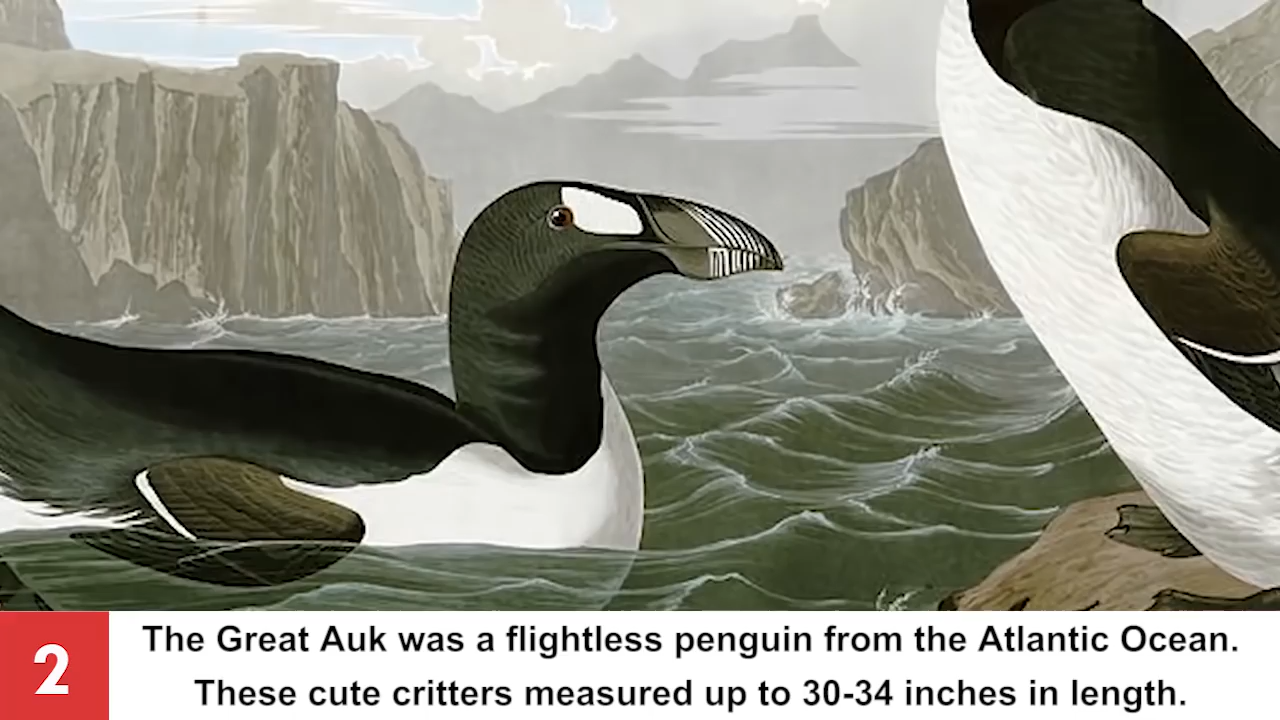 2
The Great Auk was a flightless penguin from the Atlantic Ocean.
These cute critters measured up to 30-34 inches in length.